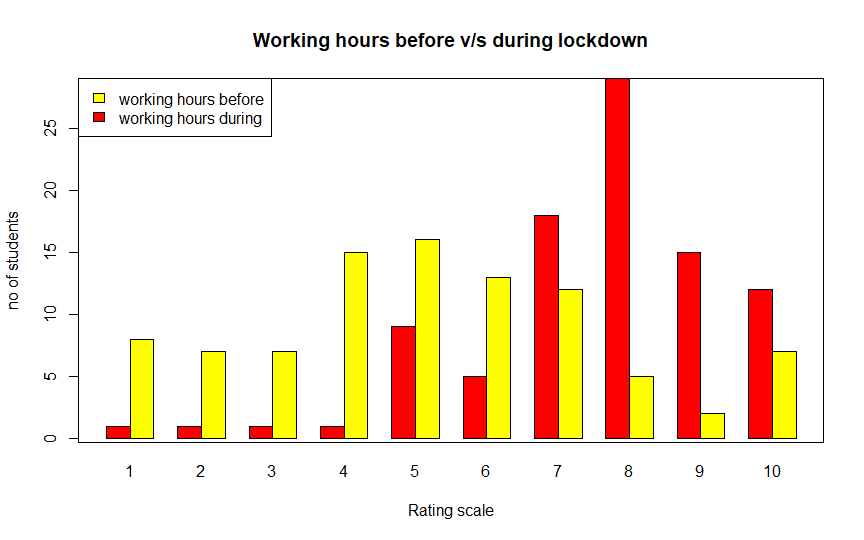 Working hours before v/s during lockdown
working hours before
working hours during
no of students
25
20
15
10
5
0
1 2 3 4 5 6 7 8 9 10
Rating scale